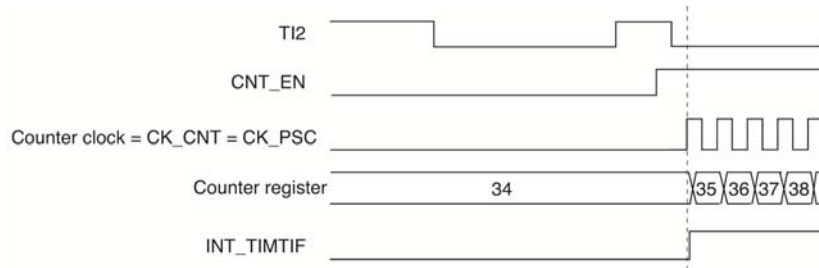 TI2
CNT_EN
Counter clock = CK_CNT = CK_PSC
Counter register 34 35 36 37 38
INT_TIMTIF